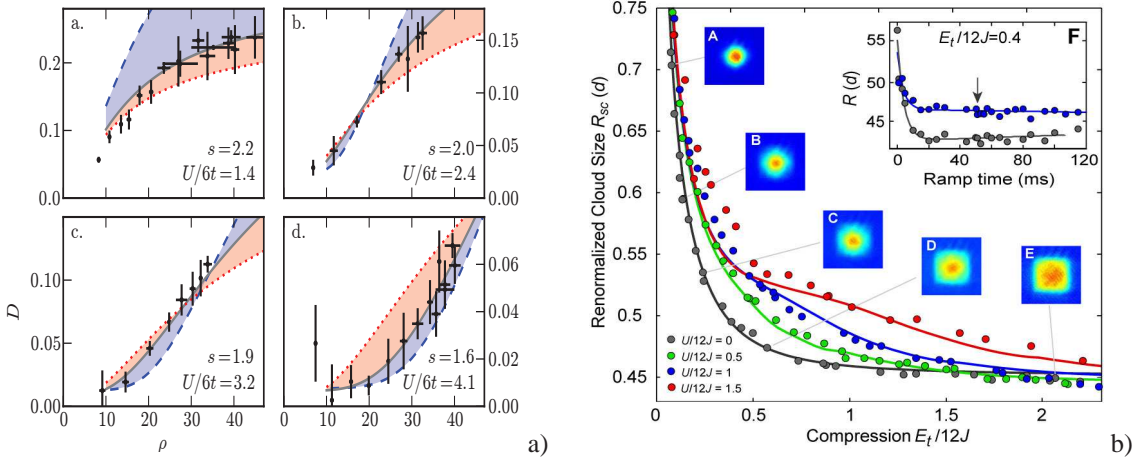 a.
0.2
0.1
0.0
s = 2.2
U/6t = 1.4
b.
0.15
0.10
0.05
0.00
s = 2.0
U/6t = 2.4
c.
0.10
0.05
0.00
D
s = 1.9
U/6t = 3.2
0 10 20 30 40
ρ
d.
0.06
0.04
0.02
0.00
s = 1.6
U/6t = 4.1
0 10 20 30 40
a)
Renormalized Cloud Size R_sc (d)
0.75
0.7
0.65
0.6
0.55
0.5
0.45
0.4
A
B
C
D
E
U/12J = 0
U/12J = 0.5
U/12J = 1
U/12J = 1.5
0 0.5 1 1.5 2
Compression E_t /12J
E_t /12J=0.4
F
R (d)
55
50
45
0 40 80 120
Ramp time (ms)
b)